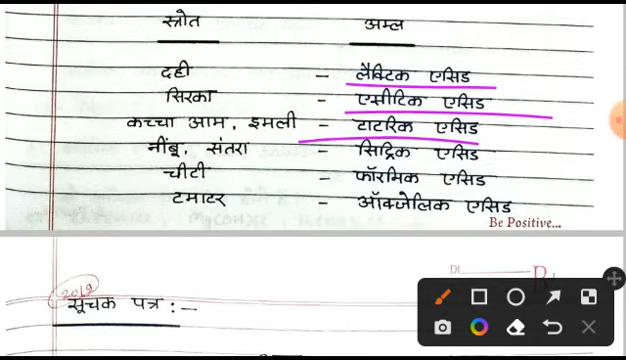 स्रोत अम्ल
दही - लैक्टिक एसिड
सिरका - एसीटिक एसिड
कच्चा आम, इमली - टाटरिक एसिड
नींबू, संतरा - सिट्रिक एसिड
चीटी - फॉरमिक एसिड
टमाटर - ऑक्जेलिक एसिड
Be Positive...
2019
सूचक पत्र :-